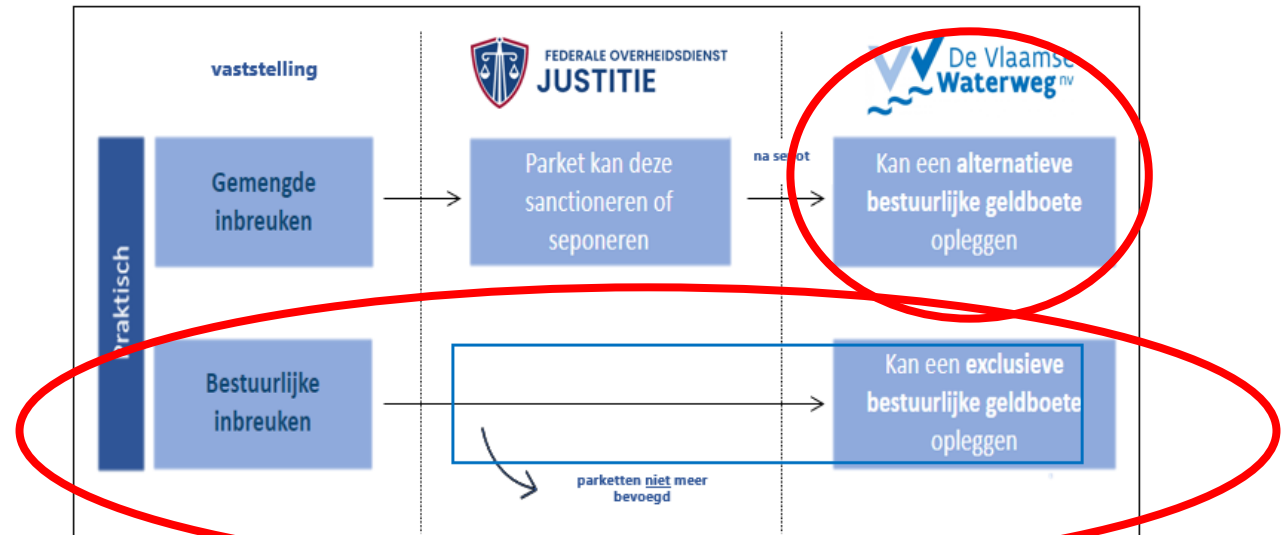 vaststelling
FEDERALE OVERHEIDSDIENST
JUSTITIE
De Vlaamse
Waterweg nv
Praktisch
Gemengde
inbreuken
Parket kan deze
sanctioneren of
seponeren
na sepot
Kan een alternatieve
bestuurlijke geldboete
opleggen
Bestuurlijke
inbreuken
Kan een exclusieve
bestuurlijke geldboete
opleggen
parketten niet meer
bevoegd